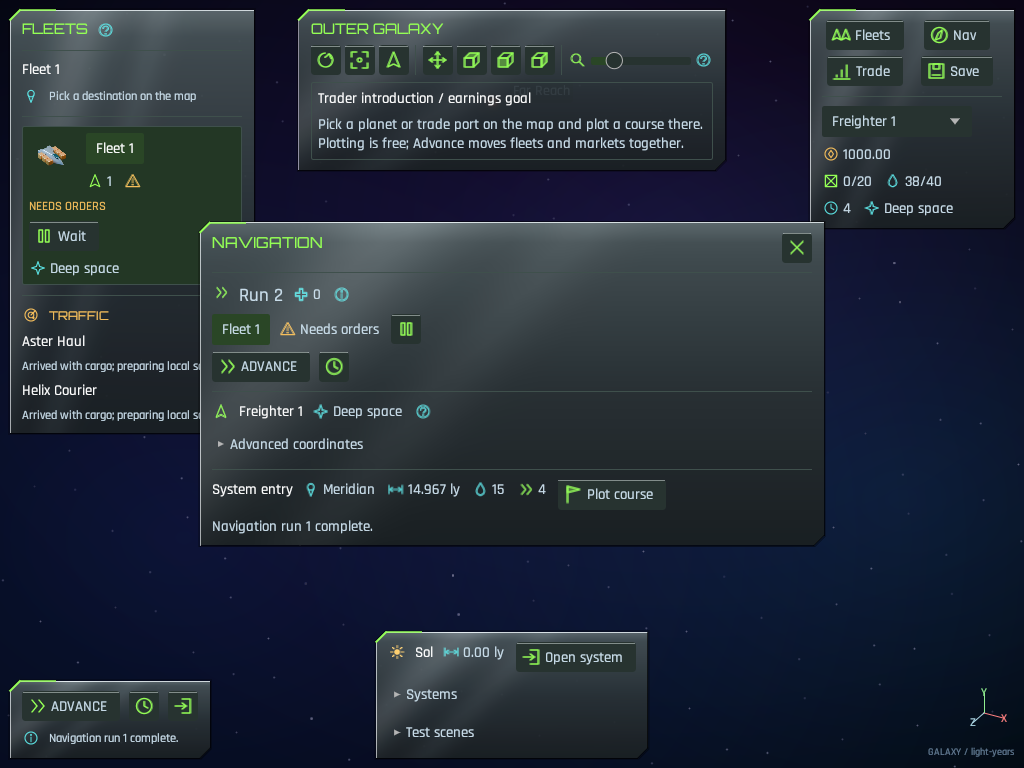 FLEETS
Fleet 1
Pick a destination on the map
Fleet 1
1
NEEDS ORDERS
Wait
Deep space
TRAFFIC
Aster Haul
Arrived with cargo; preparing local
Helix Courier
Arrived with cargo; preparing local
OUTER GALAXY
Far Reach
Trader introduction / earnings goal
Pick a planet or trade port on the map and plot a course there.
Plotting is free; Advance moves fleets and markets together.
Fleets
Nav
Trade
Save
Freighter 1
1000.00
0/20 38/40
4 Deep space
NAVIGATION
Run 2 0
Fleet 1 Needs orders
ADVANCE
Freighter 1 Deep space
Advanced coordinates
System entry Meridian 14.967 ly 15 4 Plot course
Navigation run 1 complete.
Sol 0.00 ly Open system
Systems
Test scenes
ADVANCE
Navigation run 1 complete.
Y
X
Z
GALAXY / light-years